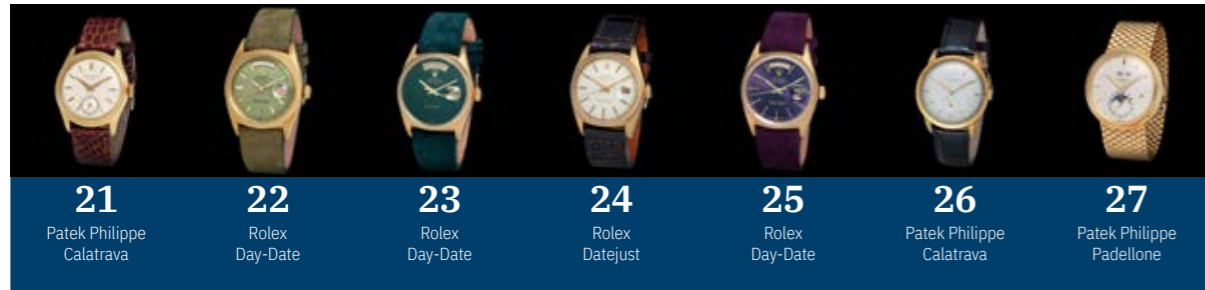 21
Patek Philippe
Calatrava
22
Rolex
Day-Date
23
Rolex
Day-Date
24
Rolex
Datejust
25
Rolex
Day-Date
26
Patek Philippe
Calatrava
27
Patek Philippe
Padellone